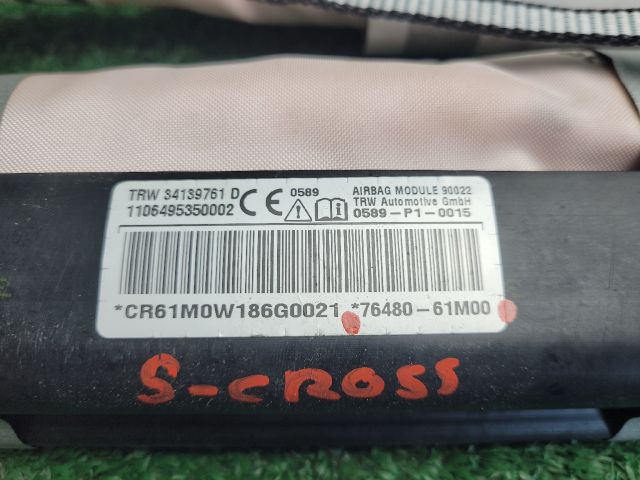 TRW 34139761 D
1106495350002
CE 0589
AIRBAG MODULE 90022
TRW Automotive GmbH
0589-P1-0015
*CR61M0W186G0021 *76480-61M00
S-CROSS